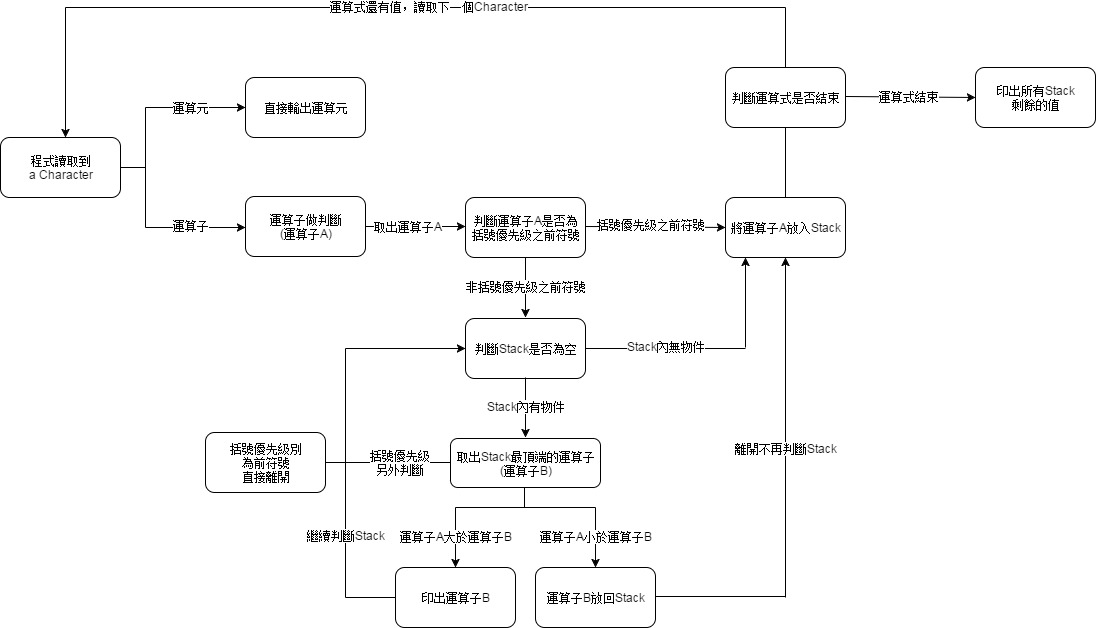 運算式還有值，讀取下一個Character
判斷運算式是否結束
運算式結束
印出所有Stack
剩餘的值
運算元
直接輸出運算元
程式讀取到
a Character
運算子
運算子做判斷
(運算子A)
取出運算子A
判斷運算子A是否為
括號優先級之前符號
括號優先級之前符號
將運算子A放入Stack
非括號優先級之前符號
判斷Stack是否為空
Stack內無物件
Stack內有物件
括號優先級別
為前符號
直接離開
括號優先級
另外判斷
取出Stack最頂端的運算子
(運算子B)
離開不再判斷Stack
繼續判斷Stack
運算子A大於運算子B
運算子A小於運算子B
印出運算子B
運算子B放回Stack